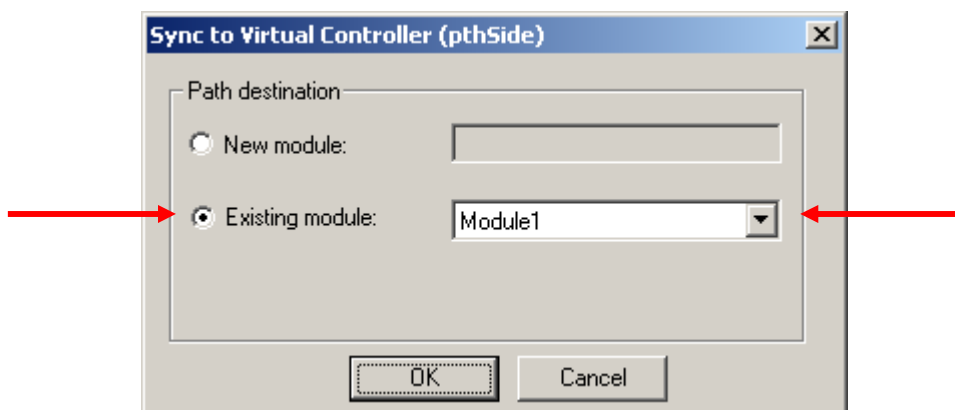 Sync to Virtual Controller (pthSide)
Path destination
New module:
Existing module: Module1
OK Cancel